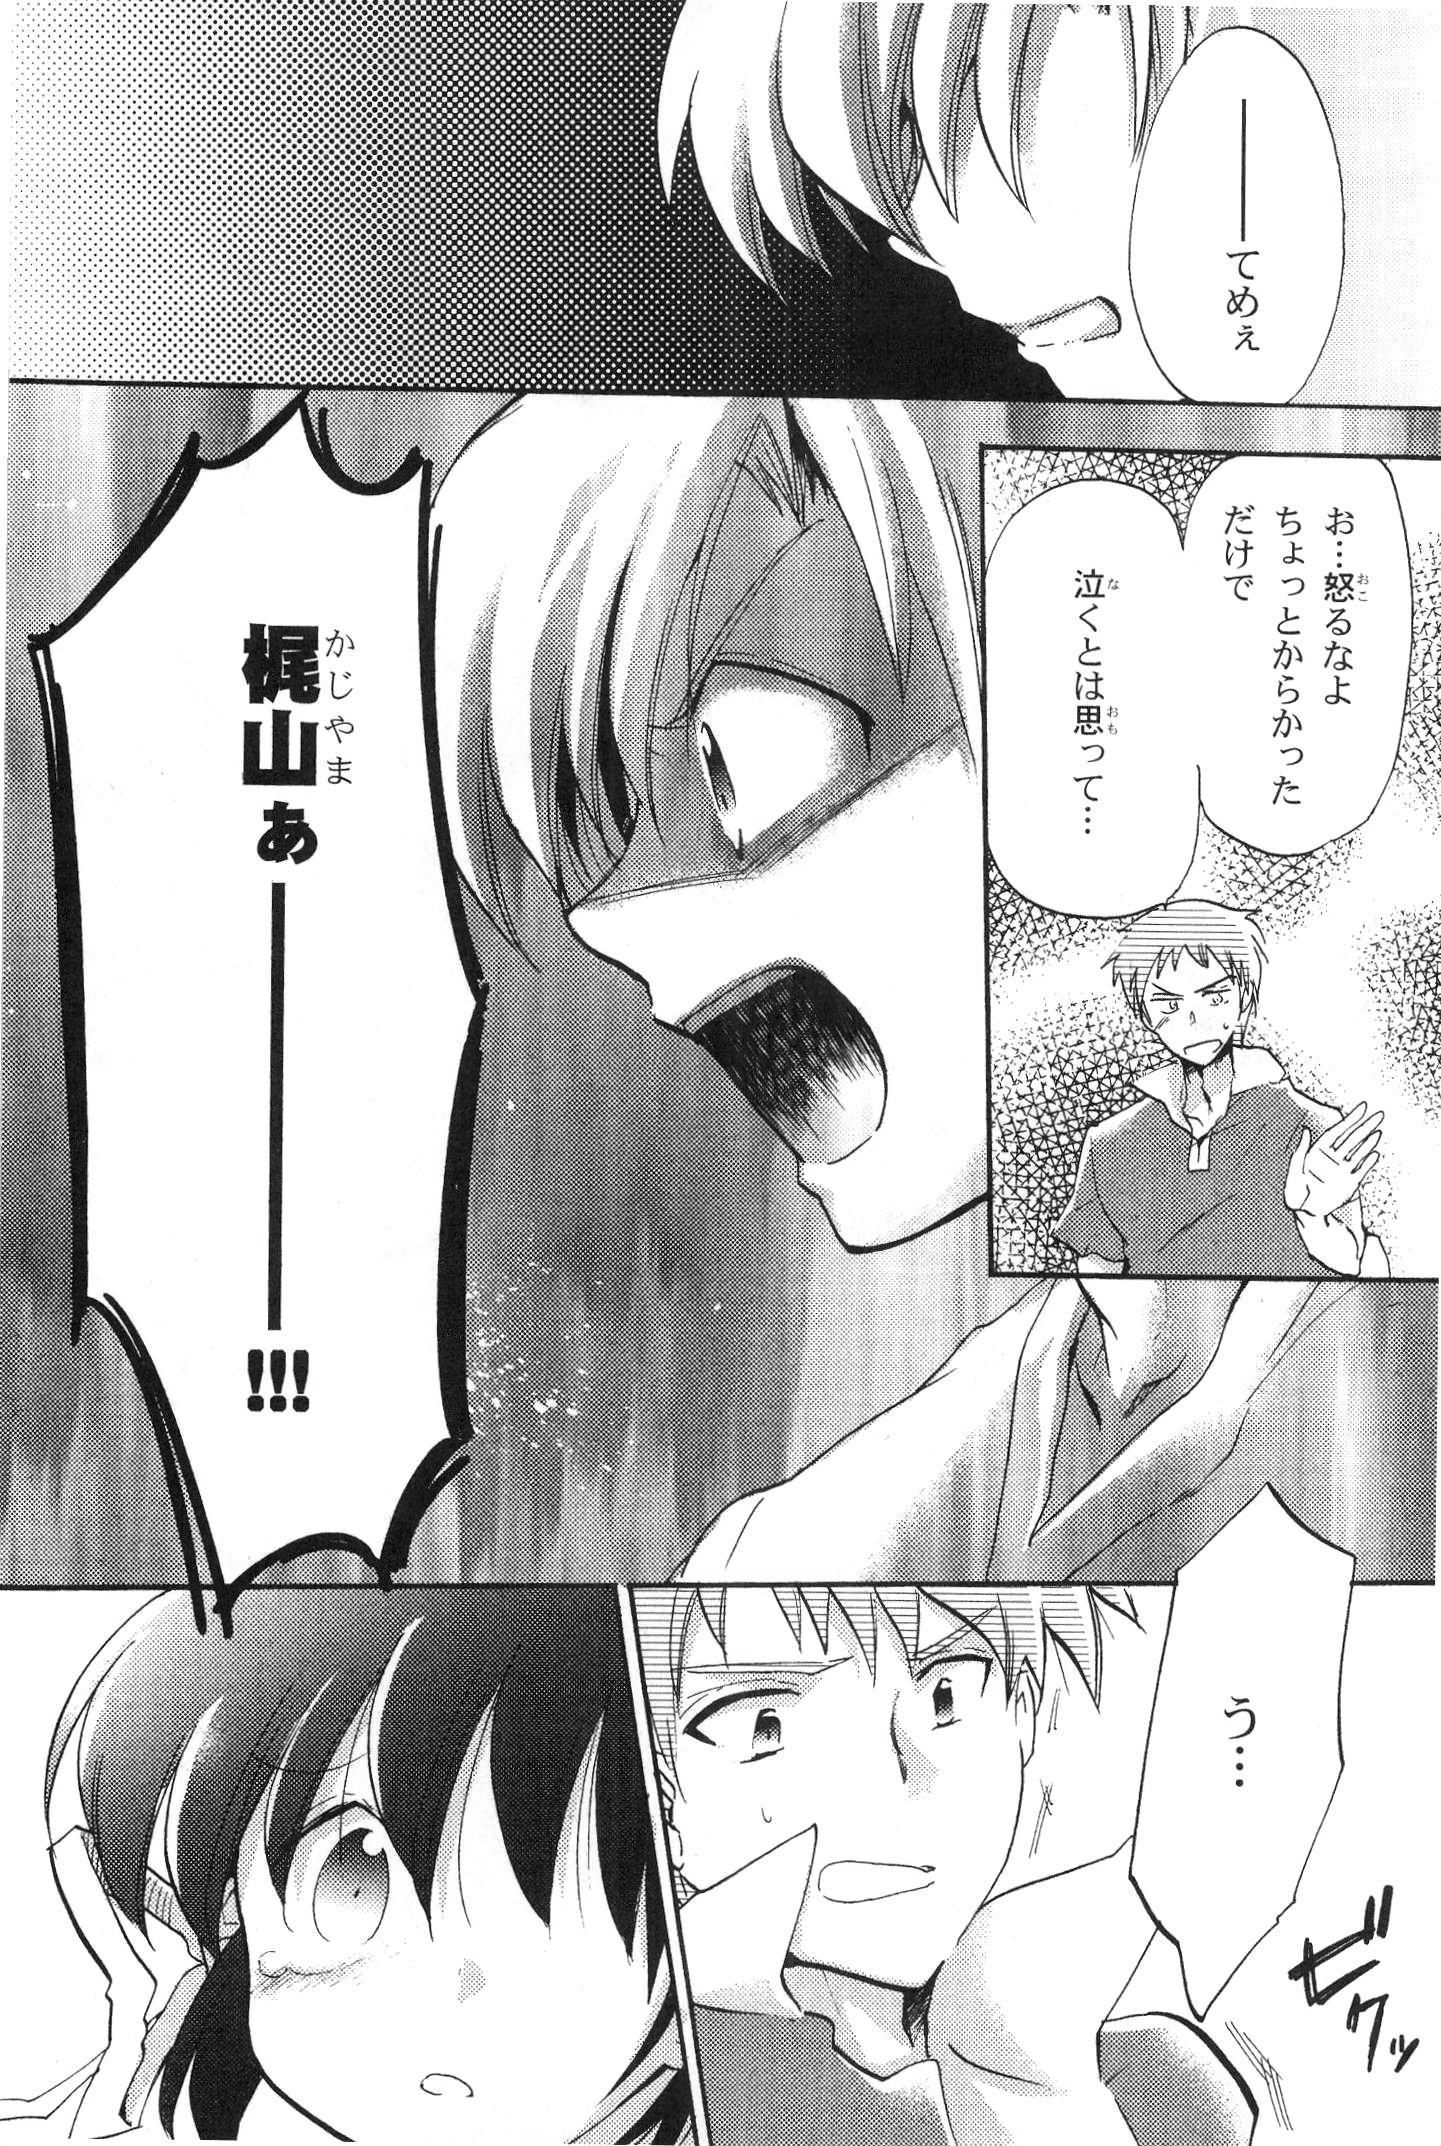 ──てめぇ
お…怒るなよ
ちょっとからかった
だけで
泣くとは思って…
梶山ぁ───!!!
う…
ビクッ